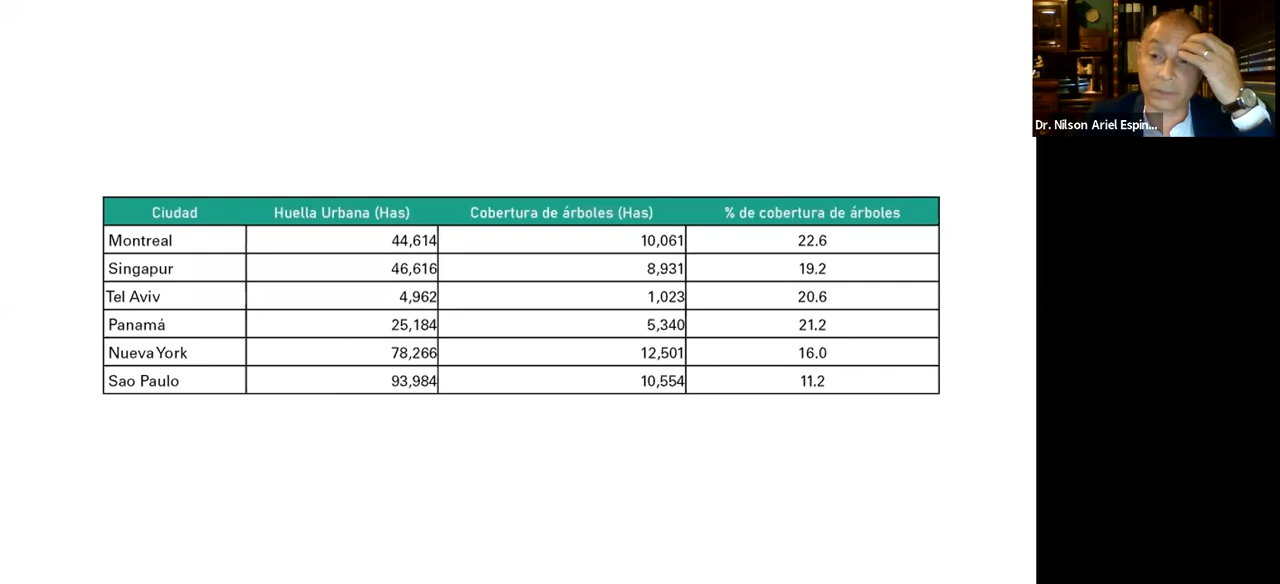 Ciudad Huella Urbana (Has) Cobertura de árboles (Has) % de cobertura de árboles
Montreal 44,614 10,061 22.6
Singapur 46,616 8,931 19.2
Tel Aviv 4,962 1,023 20.6
Panamá 25,184 5,340 21.2
Nueva York 78,266 12,501 16.0
Sao Paulo 93,984 10,554 11.2
Dr. Nilson Ariel Espin...